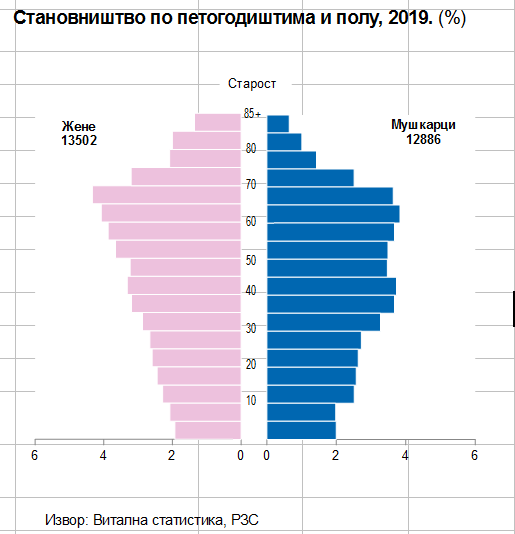 Становништво по петогодиштима и полу, 2019. (%)
Старост
Жене
13502
Мушкарци
12886
85+
80
70
60
50
40
30
20
10
6 4 2 0 0 2 4 6
Извор: Витална статистика, РЗС